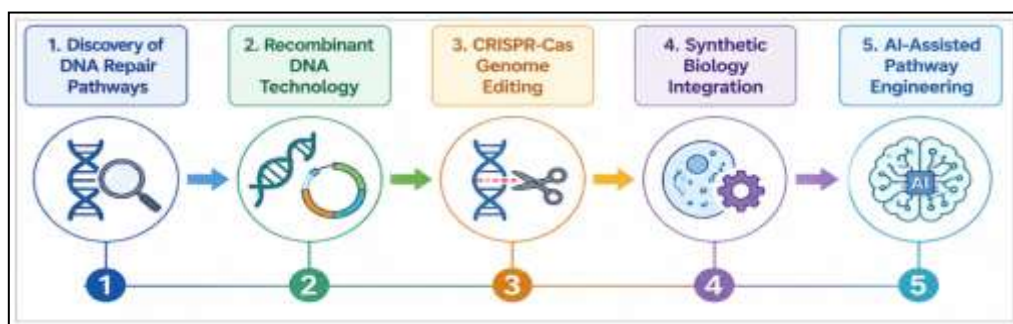 1. Discovery of
DNA Repair
Pathways
2. Recombinant
DNA
Technology
3. CRISPR-Cas
Genome
Editing
4. Synthetic
Biology
Integration
5. AI-Assisted
Pathway
Engineering
AI
1
2
3
4
5